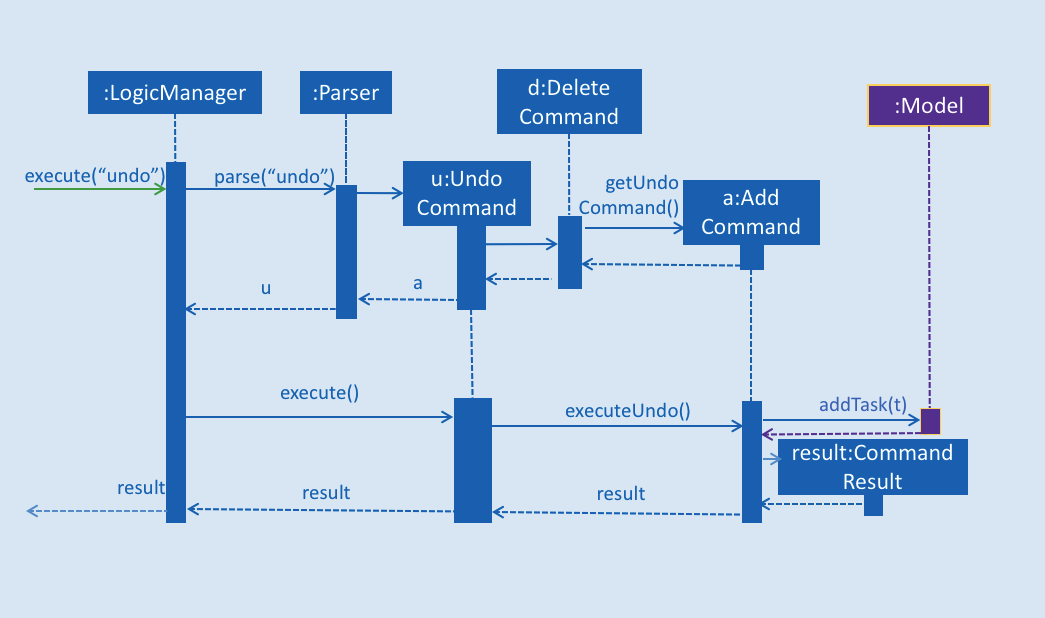 :LogicManager
:Parser
d:Delete
Command
:Model
execute(“undo”)
parse(“undo”)
u:Undo
Command
getUndo
Command()
a:Add
Command
u
a
execute()
executeUndo()
addTask(t)
result:Command
Result
result
result
result